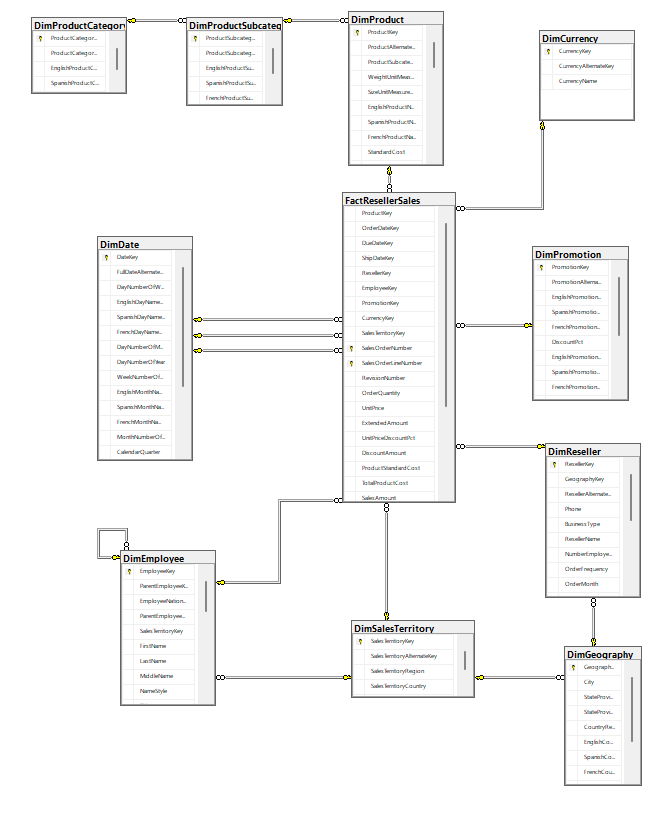 DimProductCategory
ProductCategor..
ProductCategor..
EnglishProductC...
SpanishProductC...
DimProductSubcateg
ProductSubcateg...
ProductSubcateg...
EnglishProductSu...
SpanishProductSu...
FrenchProductSu...
DimProduct
ProductKey
ProductAlternate...
ProductSubcate...
WeightUnitMeas...
SizeUnitMeasure...
EnglishProductN...
SpanishProductN...
FrenchProductNa...
StandardCost
DimCurrency
CurrencyKey
CurrencyAlternateKey
CurrencyName
FactResellerSales
ProductKey
OrderDateKey
DueDateKey
ShipDateKey
ResellerKey
EmployeeKey
PromotionKey
CurrencyKey
SalesTerritoryKey
SalesOrderNumber
SalesOrderLineNumber
RevisionNumber
OrderQuantity
UnitPrice
ExtendedAmount
UnitPriceDiscountPct
DiscountAmount
ProductStandardCost
TotalProductCost
SalesAmount
DimDate
DateKey
FullDateAlternate...
DayNumberOfW...
EnglishDayName...
SpanishDayName...
FrenchDayName...
DayNumberOfM...
DayNumberOfYear
WeekNumberOf...
EnglishMonthNa...
SpanishMonthNa...
FrenchMonthNa...
MonthNumberOf...
CalendarQuarter
DimPromotion
PromotionKey
PromotionAlterna...
EnglishPromotion...
SpanishPromotio...
FrenchPromotion...
DiscountPct
EnglishPromotion...
SpanishPromotio...
FrenchPromotion...
DimReseller
ResellerKey
GeographyKey
ResellerAlternate...
Phone
BusinessType
ResellerName
NumberEmploye...
OrderFrequency
OrderMonth
DimEmployee
EmployeeKey
ParentEmployeeK...
EmployeeNation...
ParentEmployee...
SalesTerritoryKey
FirstName
LastName
MiddleName
NameStyle
DimSalesTerritory
SalesTerritoryKey
SalesTerritoryAlternateKey
SalesTerritoryRegion
SalesTerritoryCountry
DimGeography
Geograph..
City
StateProvi...
StateProvi...
CountryRe...
EnglishCo...
SpanishCo...
FrenchCou...